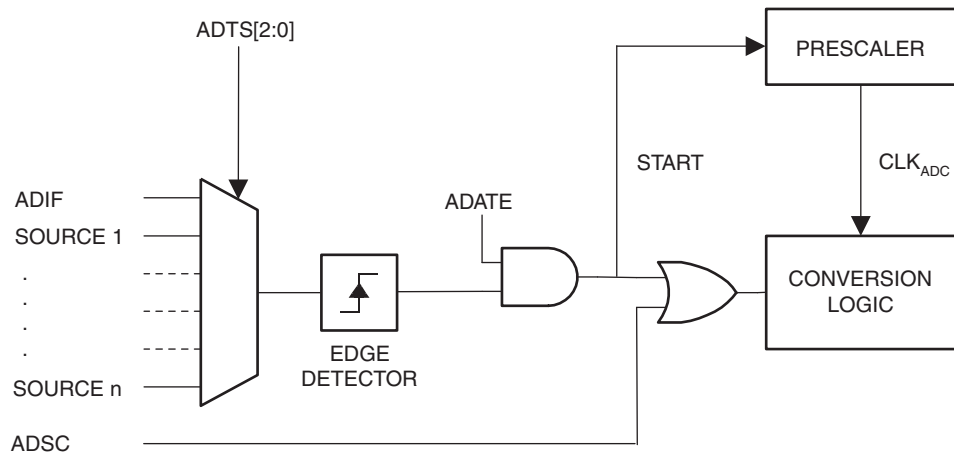 ADTS[2:0]
PRESCALER
START
CLKADC
ADIF
ADATE
SOURCE 1
.
.
.
.
CONVERSION
LOGIC
EDGE
DETECTOR
SOURCE n
ADSC